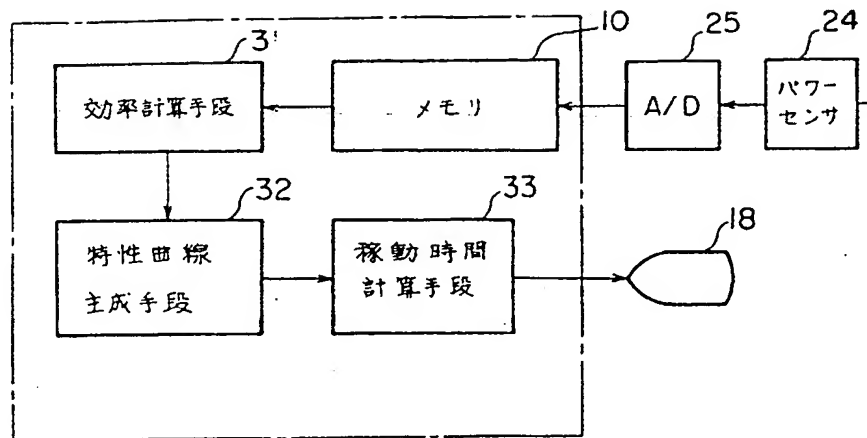 3'
10
25
24
効率計算手段
メモリ
A/D
パワー
センサ
32
33
18
特性曲線
主成手段
稼動時間
計算手段